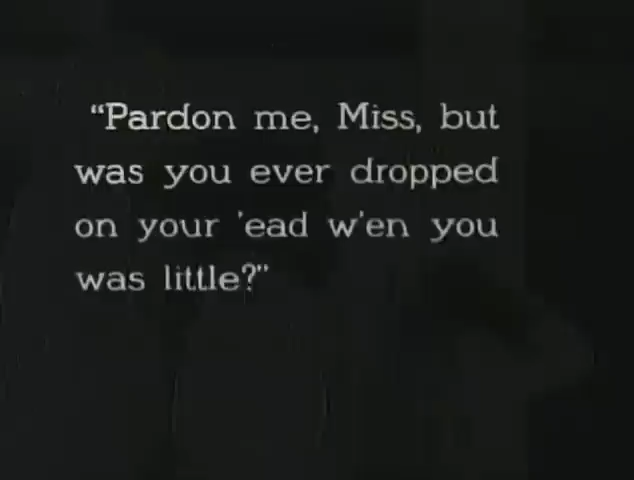 “Pardon me, Miss, but
was you ever dropped
on your 'ead w'en you
was little?”